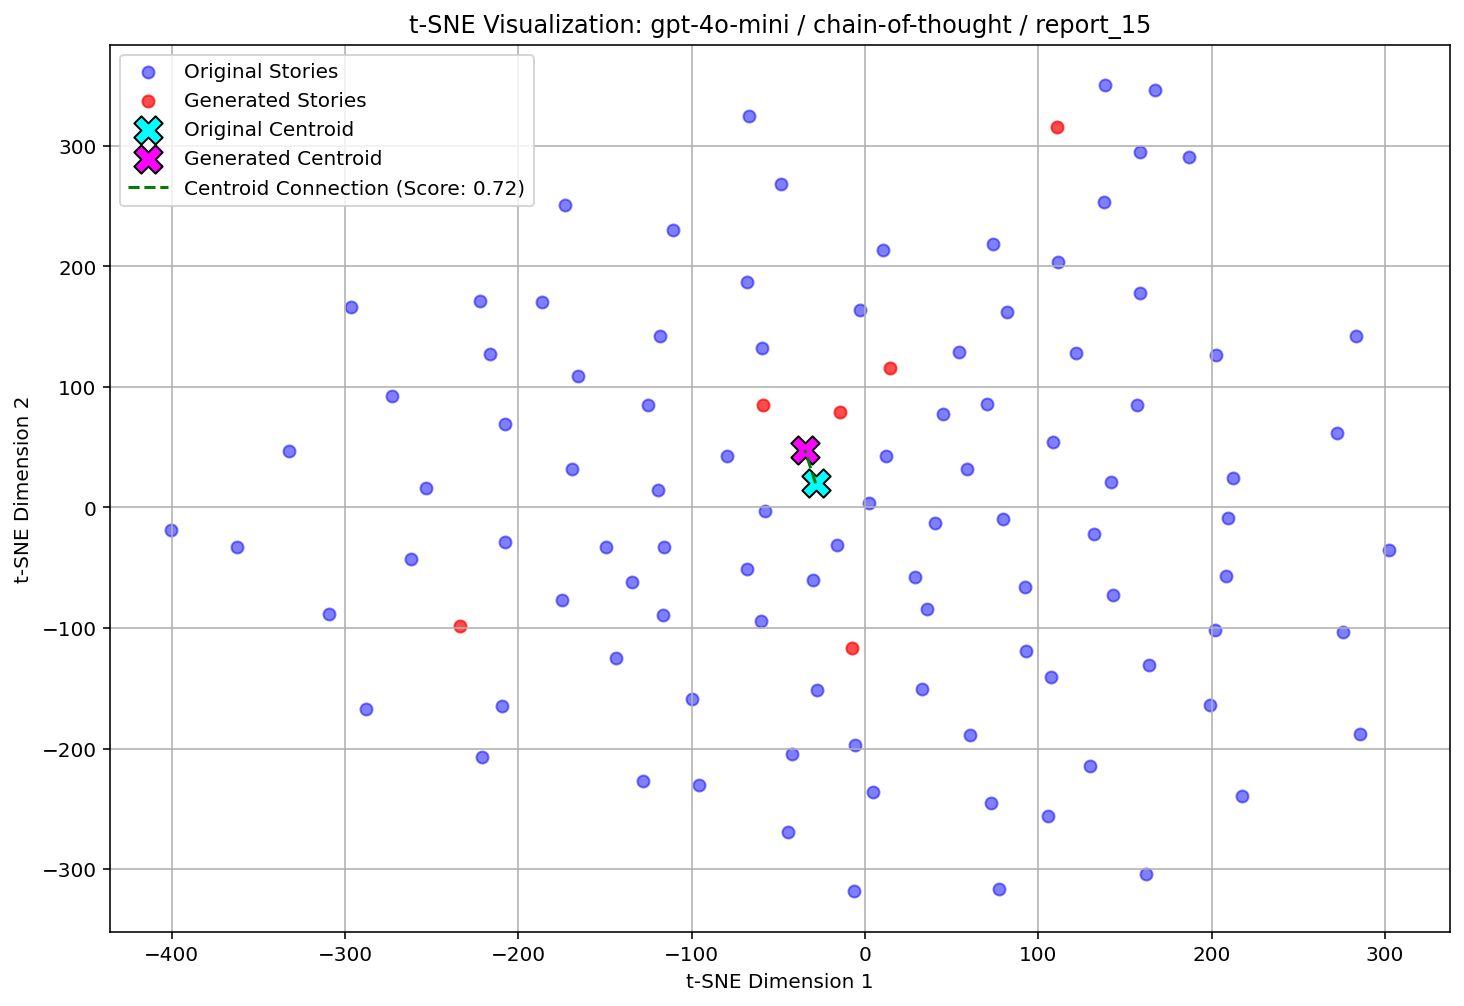 t-SNE Visualization: gpt-4o-mini / chain-of-thought / report_15
Original Stories
Generated Stories
Original Centroid
Generated Centroid
Centroid Connection (Score: 0.72)
300
200
100
0
−100
−200
−300
t-SNE Dimension 2
−400
−300
−200
−100
0
100
200
300
t-SNE Dimension 1